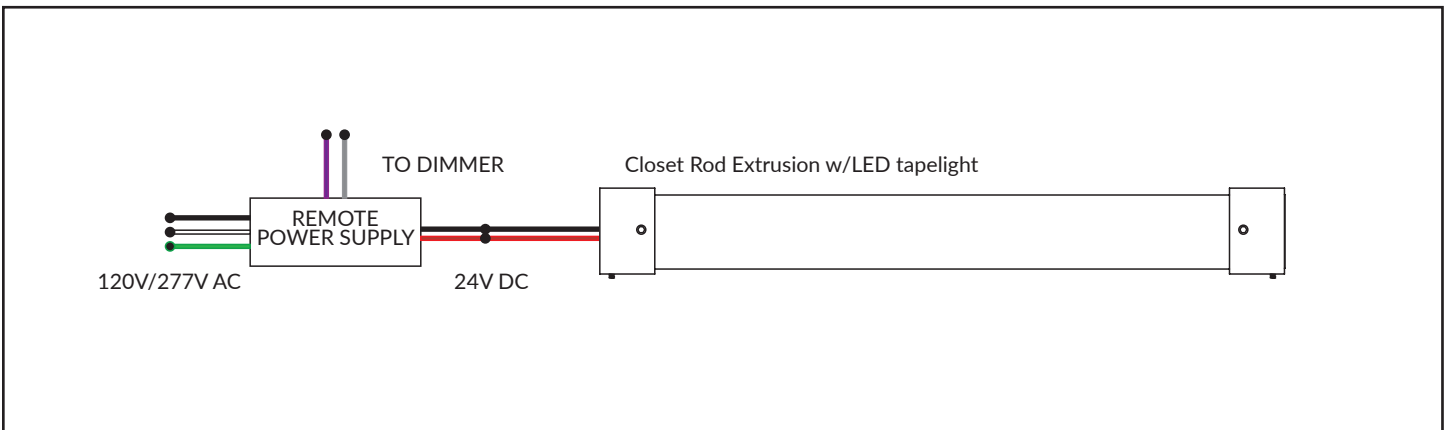 TO DIMMER
Closet Rod Extrusion w/LED tapelight
REMOTE
POWER SUPPLY
120V/277V AC
24V DC